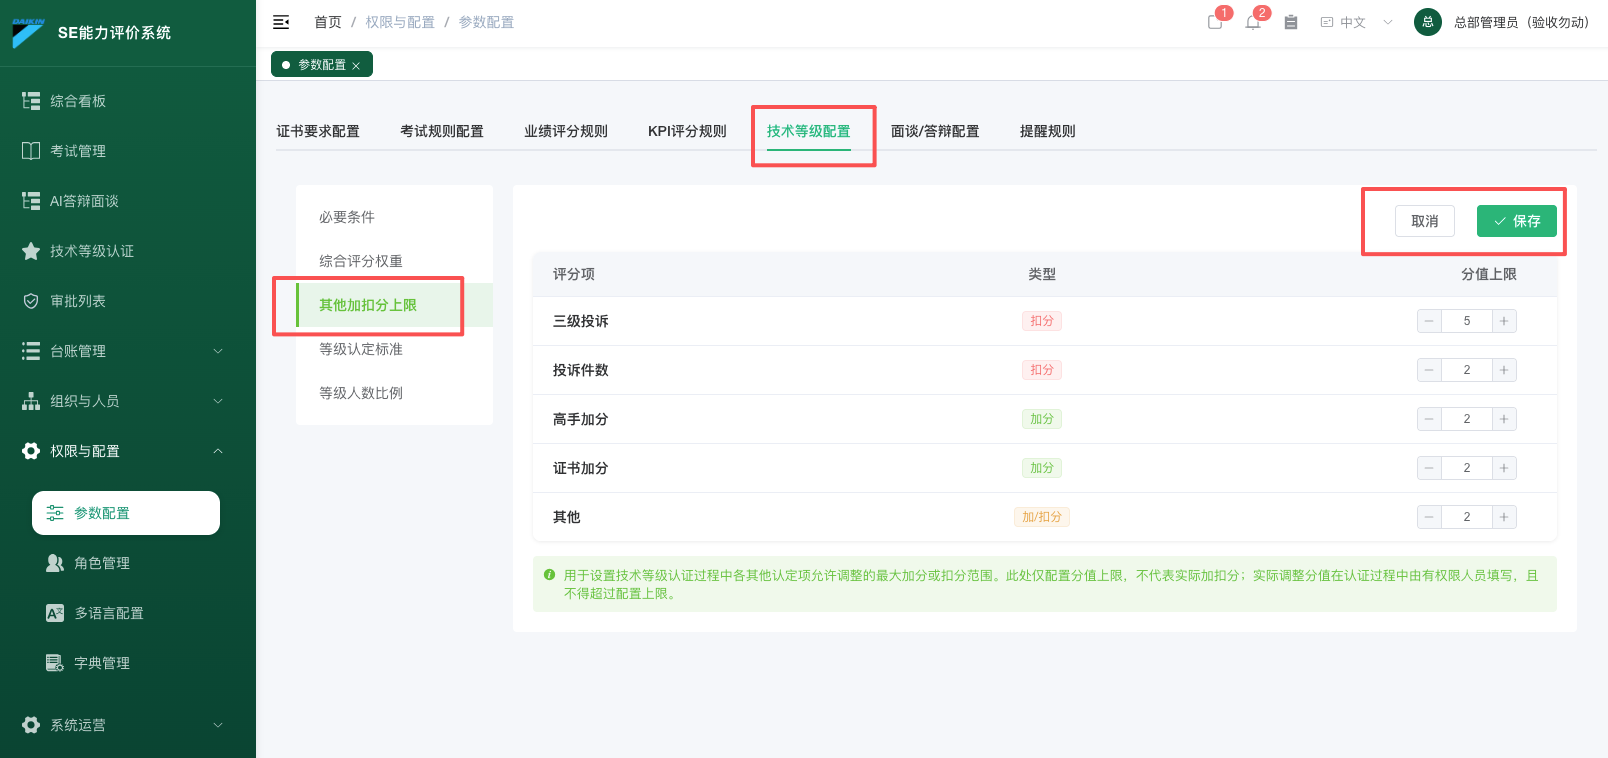 DAIKIN
SE能力评价系统
首页 / 权限与配置 / 参数配置
1
2
中文
总
总部管理员（验收勿动）
参数配置
综合看板
考试管理
AI答辩面谈
技术等级认证
审批列表
台账管理
组织与人员
权限与配置
参数配置
角色管理
多语言配置
字典管理
系统运营
证书要求配置 考试规则配置 业绩评分规则 KPI评分规则 技术等级配置 面谈/答辩配置 提醒规则
必要条件
综合评分权重
其他加扣分上限
等级认定标准
等级人数比例
取消 保存
评分项 类型 分值上限
三级投诉 扣分 5
投诉件数 扣分 2
高手加分 加分 2
证书加分 加分 2
其他 加/扣分 2
用于设置技术等级认证过程中各其他认定项允许调整的最大加分或扣分范围。此处仅配置分值上限，不代表实际加扣分；实际调整分值在认证过程中由有权限人员填写，且
不得超过配置上限。